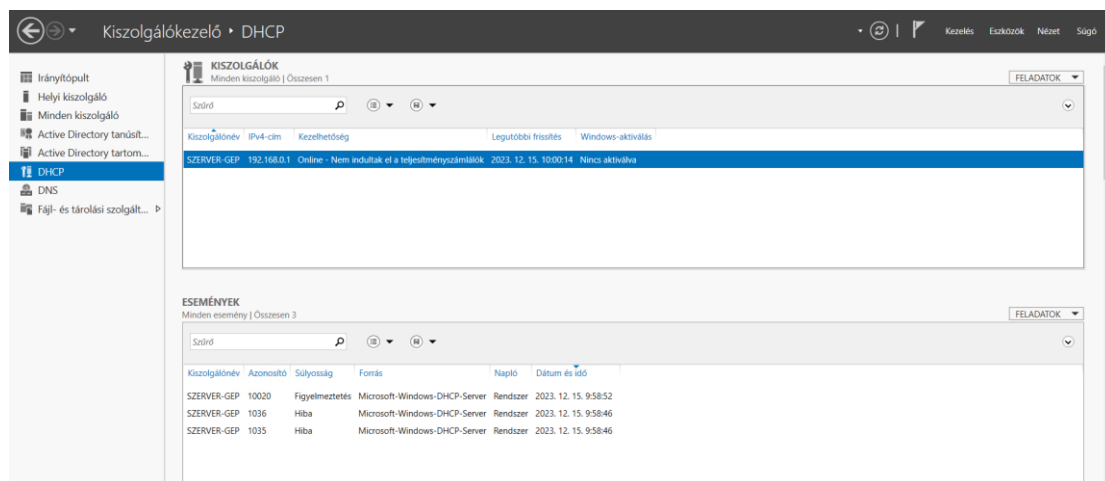 Kiszolgálókezelő • DHCP
Kezelés Eszközök Nézet Súgó
Irányítópult
Helyi kiszolgáló
Minden kiszolgáló
Active Directory tanúsít...
Active Directory tartom...
DHCP
DNS
Fájl- és tárolási szolgált...
KISZOLGÁLÓK
Minden kiszolgáló | Összesen 1
FELADATOK
Szűrő
Kiszolgálónév IPv4-cím Kezelhetőség Legutóbbi frissítés Windows-aktiválás
SZERVER-GEP 192.168.0.1 Online - Nem indultak el a teljesítményszámlálók 2023. 12. 15. 10:00:14 Nincs aktiválva
ESEMÉNYEK
Minden esemény | Összesen 3
FELADATOK
Szűrő
Kiszolgálónév Azonosító Súlyosság Forrás Napló Dátum és idő
SZERVER-GEP 10020 Figyelmeztetés Microsoft-Windows-DHCP-Server Rendszer 2023. 12. 15. 9:58:52
SZERVER-GEP 1036 Hiba Microsoft-Windows-DHCP-Server Rendszer 2023. 12. 15. 9:58:46
SZERVER-GEP 1035 Hiba Microsoft-Windows-DHCP-Server Rendszer 2023. 12. 15. 9:58:46